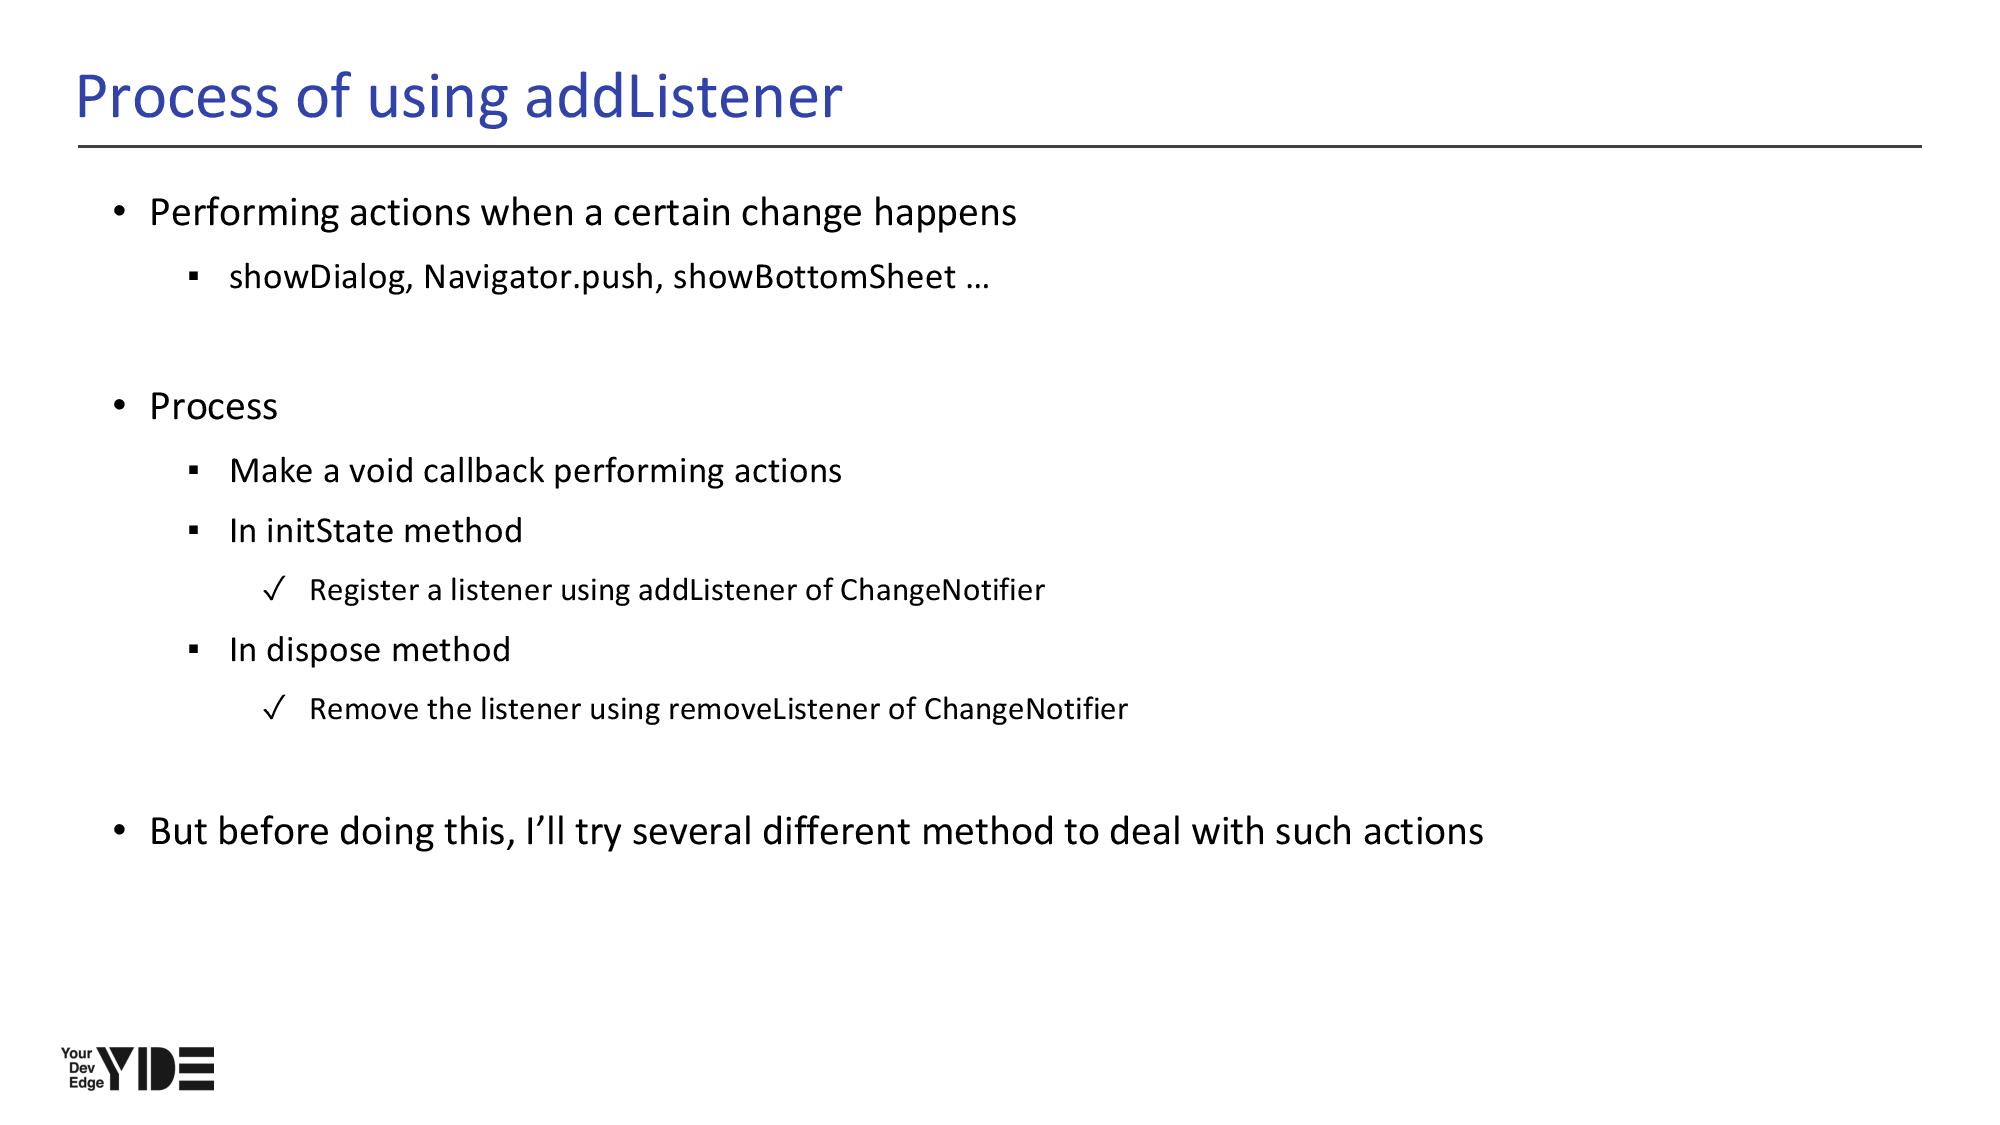 Process of using addListener
• Performing actions when a certain change happens
▪ showDialog, Navigator.push, showBottomSheet …
• Process
▪ Make a void callback performing actions
▪ In initState method
✓ Register a listener using addListener of ChangeNotifier
▪ In dispose method
✓ Remove the listener using removeListener of ChangeNotifier
• But before doing this, I’ll try several different method to deal with such actions
Your
Dev
Edge
YDE